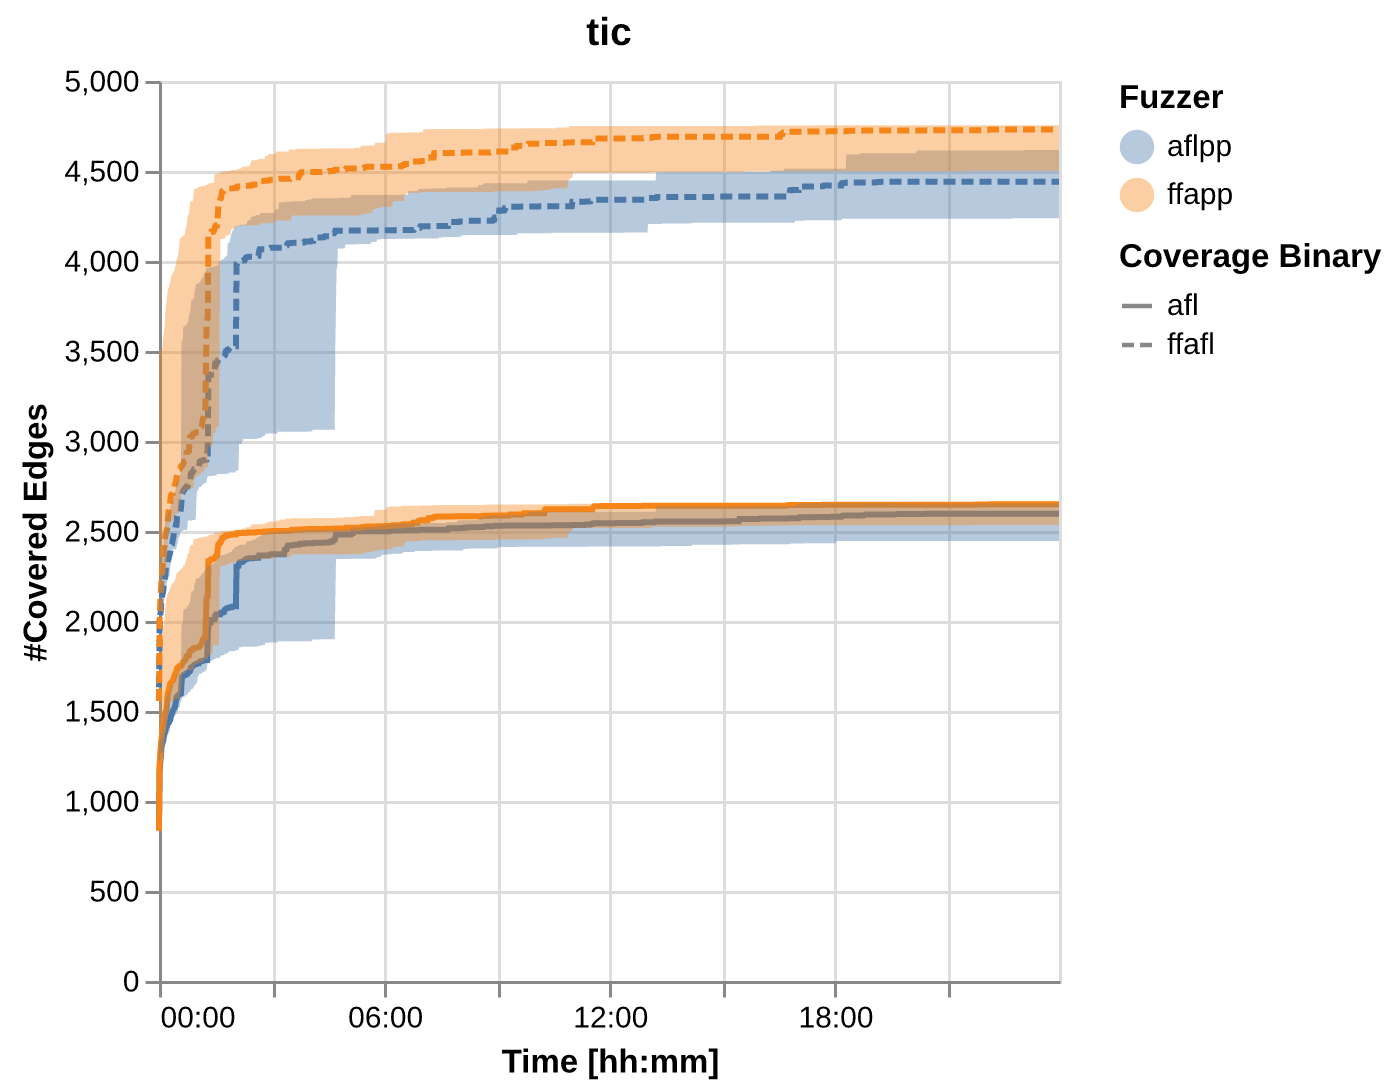 tic
#Covered Edges
5,000
4,500
4,000
3,500
3,000
2,500
2,000
1,500
1,000
500
0
00:00 06:00 12:00 18:00
Time [hh:mm]
Fuzzer
aflpp
ffapp
Coverage Binary
afl
ffafl